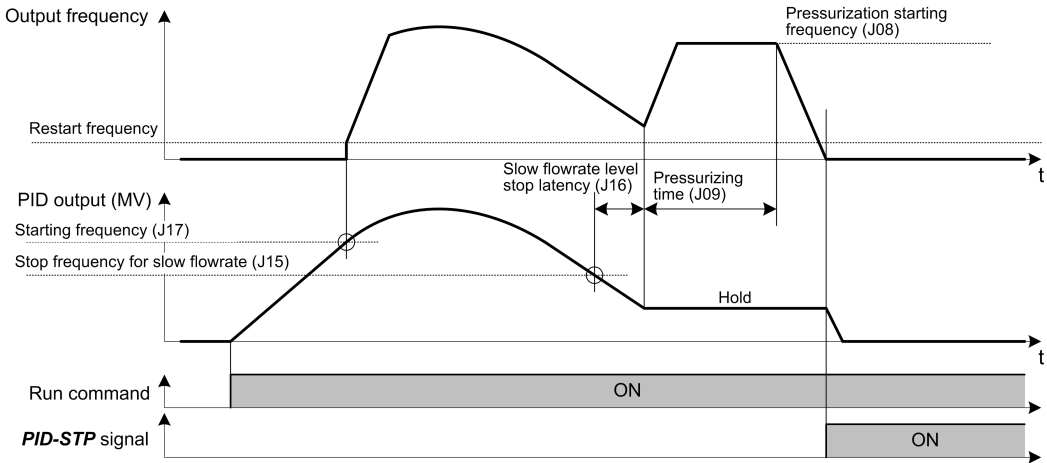 Output frequency
Pressurization starting
frequency (J08)
Restart frequency
t
Slow flowrate level
stop latency (J16)
Pressurizing
time (J09)
PID output (MV)
Starting frequency (J17)
Stop frequency for slow flowrate (J15)
Hold
t
Run command
ON
PID-STP signal
ON